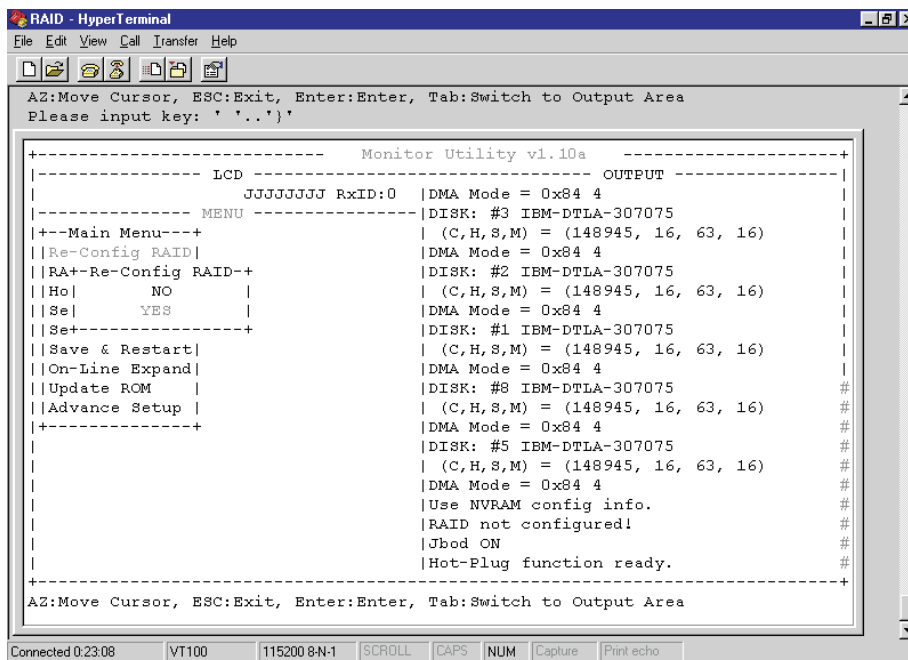 RAID - HyperTerminal
File Edit View Call Transfer Help
AZ:Move Cursor, ESC:Exit, Enter:Enter, Tab:Switch to Output Area
Please input key: ' '..'}'
+---------------------------- Monitor Utility v1.10a ---------------------+
|---------------- LCD --------------------------------- OUTPUT ----------------|
| JJJJJJJJ RxID:0 |DMA Mode = 0x84 4 |
|--------------- MENU ----------------|DISK: #3 IBM-DTLA-307075 |
|+--Main Menu---+ | (C,H,S,M) = (148945, 16, 63, 16) |
||Re-Config RAID| |DMA Mode = 0x84 4 |
||RA+-Re-Config RAID-+ |DISK: #2 IBM-DTLA-307075 |
||Ho| NO | | (C,H,S,M) = (148945, 16, 63, 16) |
||Se| YES | |DMA Mode = 0x84 4 |
||Se+----------------+ |DISK: #1 IBM-DTLA-307075 |
||Save & Restart| | (C,H,S,M) = (148945, 16, 63, 16) |
||On-Line Expand| |DMA Mode = 0x84 4 |
||Update ROM | |DISK: #8 IBM-DTLA-307075 #
||Advance Setup | | (C,H,S,M) = (148945, 16, 63, 16) #
|+--------------+ |DMA Mode = 0x84 4 #
| |DISK: #5 IBM-DTLA-307075 #
| | (C,H,S,M) = (148945, 16, 63, 16) #
| |DMA Mode = 0x84 4 #
| |Use NVRAM config info. #
| |RAID not configured! #
| |Jbod ON #
| |Hot-Plug function ready. #
+------------------------------------------------------------------------------+
AZ:Move Cursor, ESC:Exit, Enter:Enter, Tab:Switch to Output Area
Connected 0:23:08 VT100 115200 8-N-1 SCROLL CAPS NUM Capture Print echo